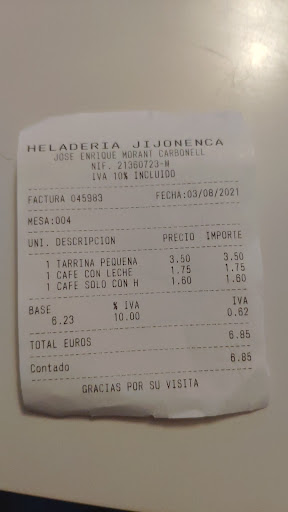 HELADERIA JIJONENCA
JOSE ENRIQUE MORANT CARBONELL
NIF. 21360723-W
IVA 10% INCLUIDO
FACTURA 045983 FECHA:03/08/2021
MESA:004
UNI. DESCRIPCION PRECIO IMPORTE
1 TARRINA PEQUENA 3.50 3.50
1 CAFE CON LECHE 1.75 1.75
1 CAFE SOLO CON H 1.60 1.60
BASE % IVA IVA
6.23 10.00 0.62
TOTAL EUROS 6.85
Contado 6.85
GRACIAS POR SU VISITA